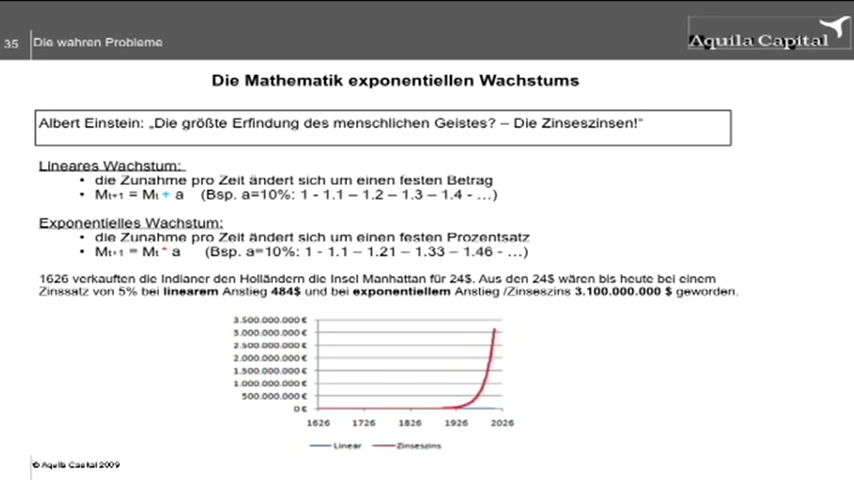 35
Die wahren Probleme
Aquila Capital
Die Mathematik exponentiellen Wachstums
Albert Einstein: „Die größte Erfindung des menschlichen Geistes? – Die Zinseszinsen!“
Lineares Wachstum:
• die Zunahme pro Zeit ändert sich um einen festen Betrag
• Mt+1 = Mt + a (Bsp. a=10%: 1 - 1.1 – 1.2 – 1.3 – 1.4 - …)
Exponentielles Wachstum:
• die Zunahme pro Zeit ändert sich um einen festen Prozentsatz
• Mt+1 = Mt * a (Bsp. a=10%: 1 - 1.1 – 1.21 – 1.33 – 1.46 - …)
1626 verkauften die Indianer den Holländern die Insel Manhattan für 24$. Aus den 24$ wären bis heute bei einem
Zinssatz von 5% bei linearem Anstieg 484$ und bei exponentiellem Anstieg /Zinseszins 3.100.000.000 $ geworden.
3.500.000.000 €
3.000.000.000 €
2.500.000.000 €
2.000.000.000 €
1.500.000.000 €
1.000.000.000 €
500.000.000 €
0 €
1626 1726 1826 1926 2026
Linear Zinseszins
© Aquila Capital 2009